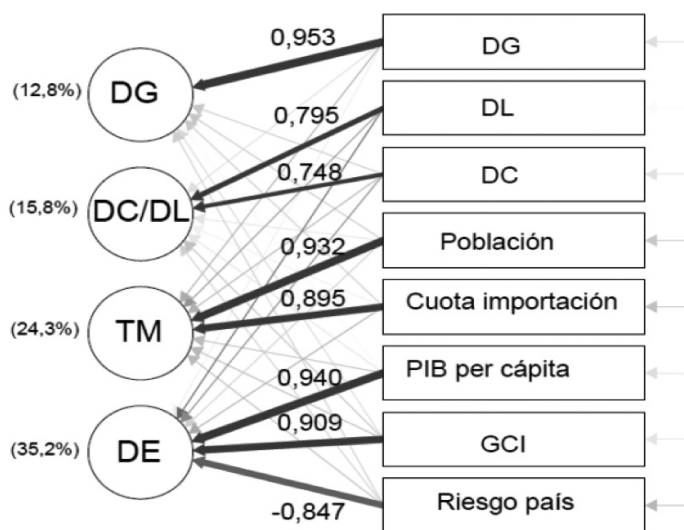 0,953
DG
(12,8%)
DG
0,795
DL
0,748
DC
(15,8%)
DC/DL
0,932
Población
0,895
Cuota importación
(24,3%)
TM
0,940
PIB per cápita
0,909
GCI
(35,2%)
DE
-0,847
Riesgo país